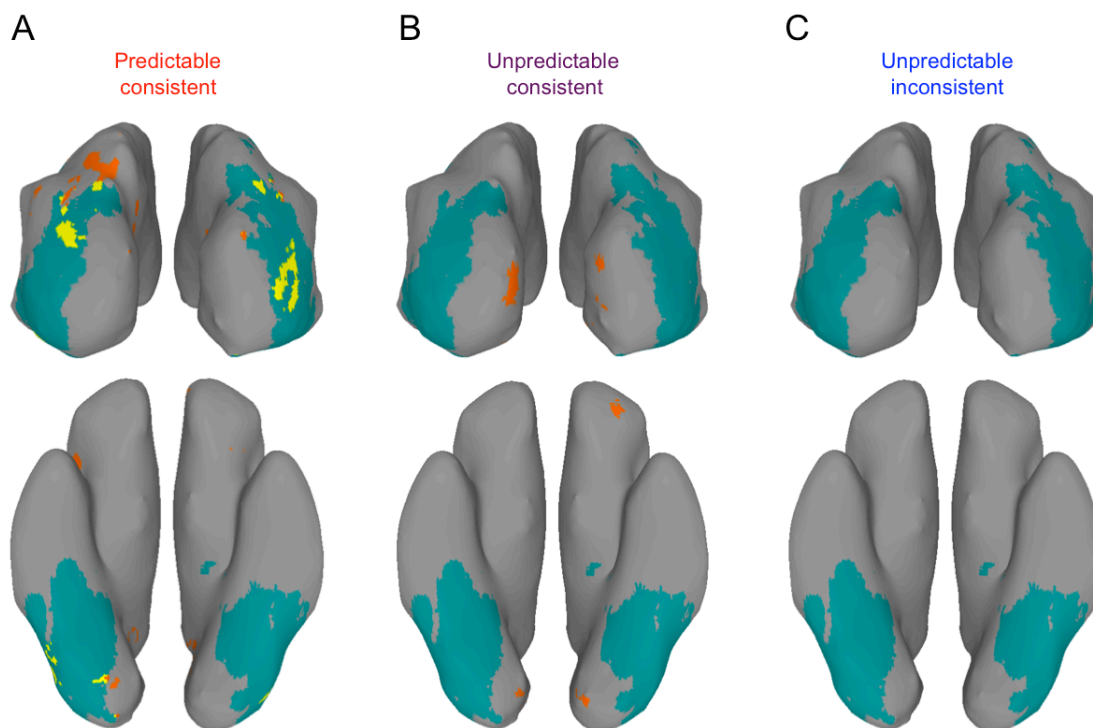 A
B
C
Predictable
consistent
Unpredictable
consistent
Unpredictable
inconsistent